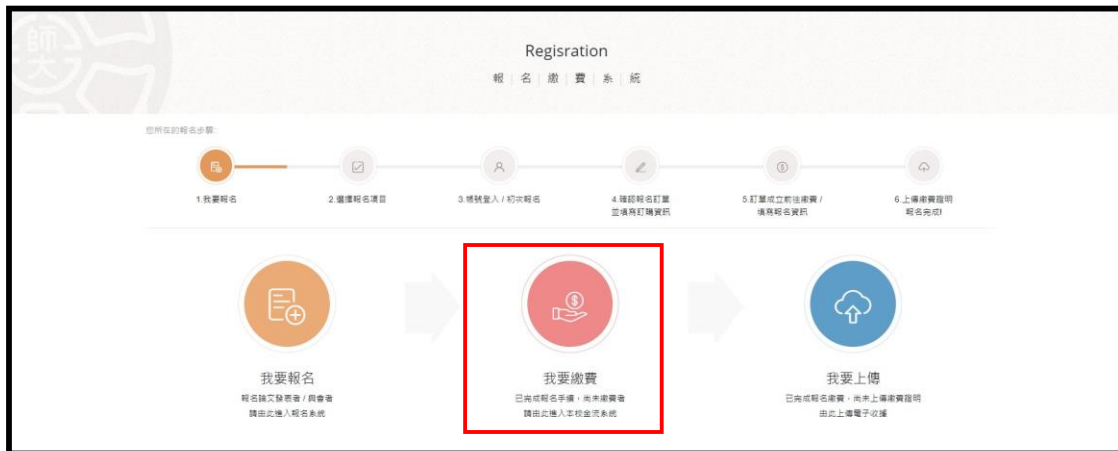 師大
Regisration
報 | 名 | 繳 | 費 | 系 | 統
您所在的報名步驟:
1.我要報名
2.選擇報名項目
3.帳號登入 / 初次報名
4.確認報名訂單
並填寫訂購資訊
5.訂單成立前往繳費 /
填寫報名資訊
6.上傳繳費證明
報名完成!
我要報名
報名論文發表者 / 與會者
請由此進入報名系統
我要繳費
已完成報名手續，尚未繳費者
請由此進入本校金流系統
我要上傳
已完成報名繳費，尚未上傳繳費證明
由此上傳電子收據